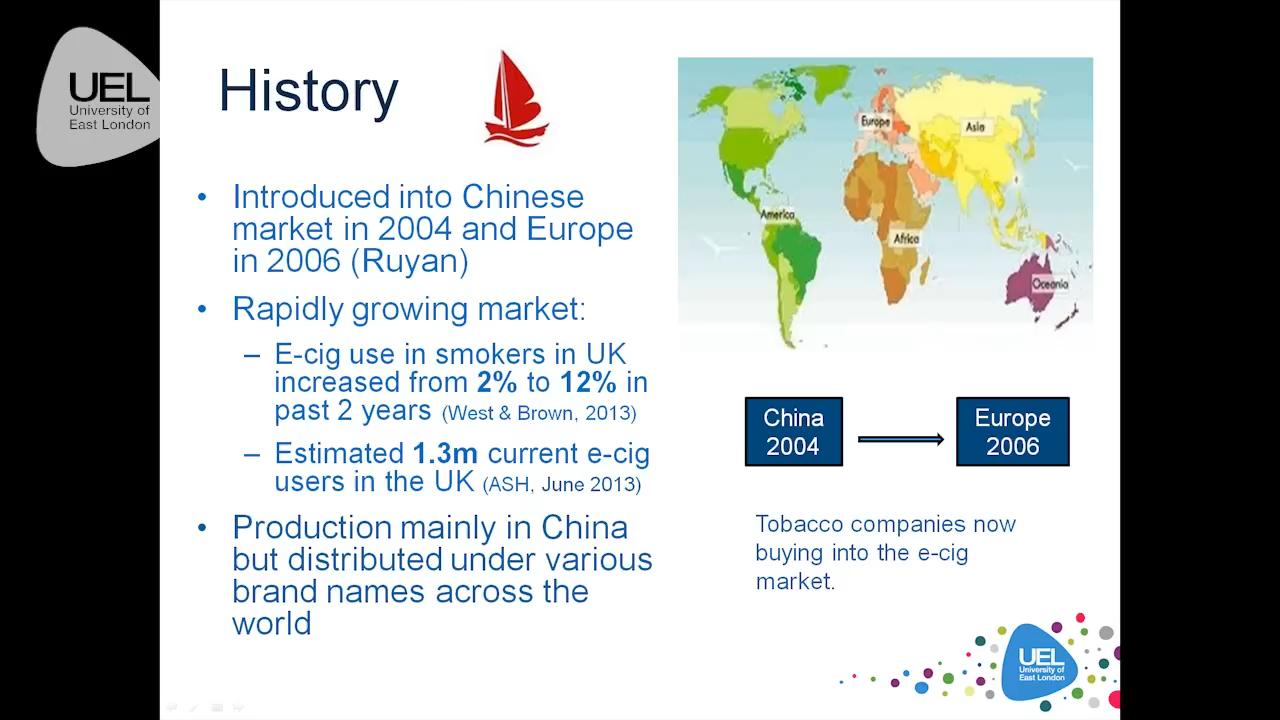 UEL
University of
East London
History
• Introduced into Chinese
market in 2004 and Europe
in 2006 (Ruyan)
• Rapidly growing market:
– E-cig use in smokers in UK
increased from 2% to 12% in
past 2 years (West & Brown, 2013)
– Estimated 1.3m current e-cig
users in the UK (ASH, June 2013)
• Production mainly in China
but distributed under various
brand names across the
world
Europe
Asia
America
Africa
Oceania
China
2004
Europe
2006
Tobacco companies now
buying into the e-cig
market.
UEL
University of
East London